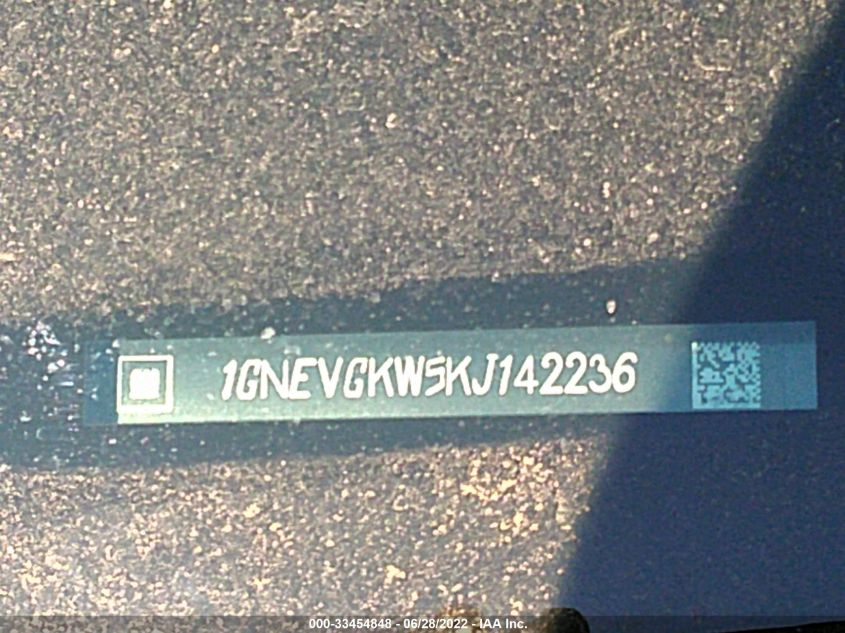 1GNEVGKW5KJ142236
000-33454848 - 06/28/2022 - IAA Inc.